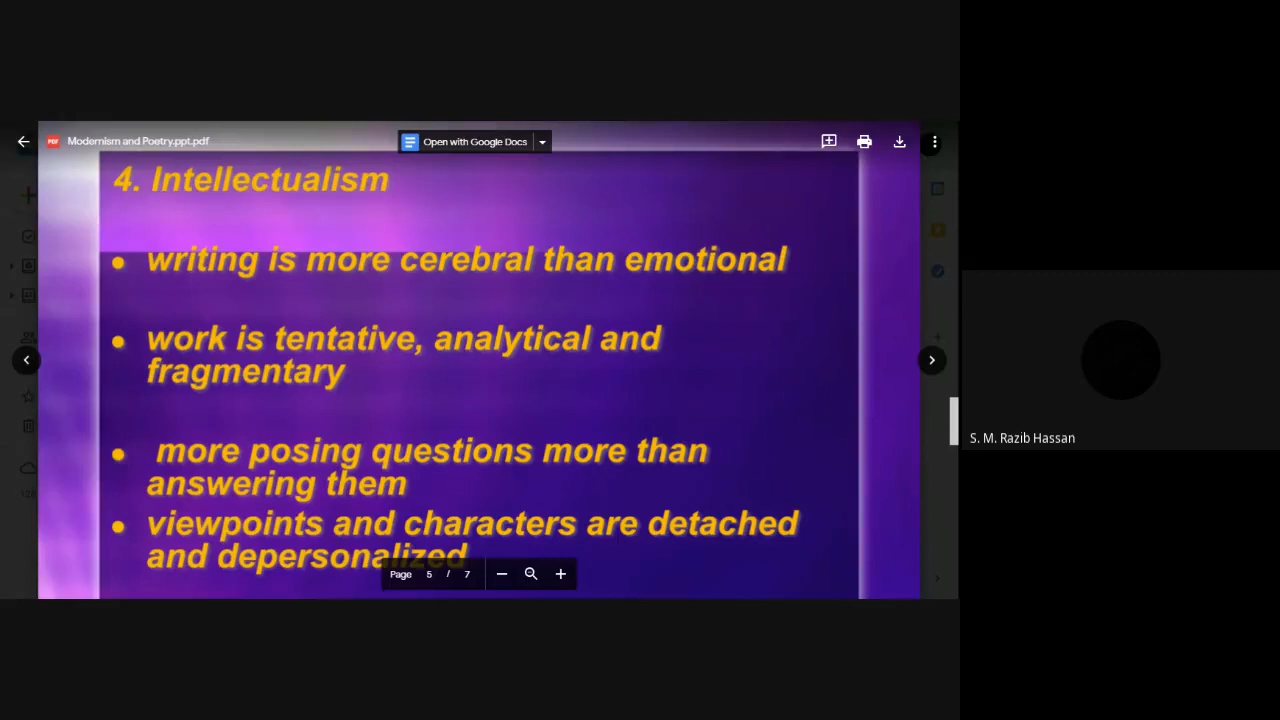 Modernism and Poetry.ppt.pdf
Open with Google Docs
4. Intellectualism
• writing is more cerebral than emotional
• work is tentative, analytical and
fragmentary
• more posing questions more than
answering them
• viewpoints and characters are detached
and depersonalized
Page 5 / 7
S. M. Razib Hassan